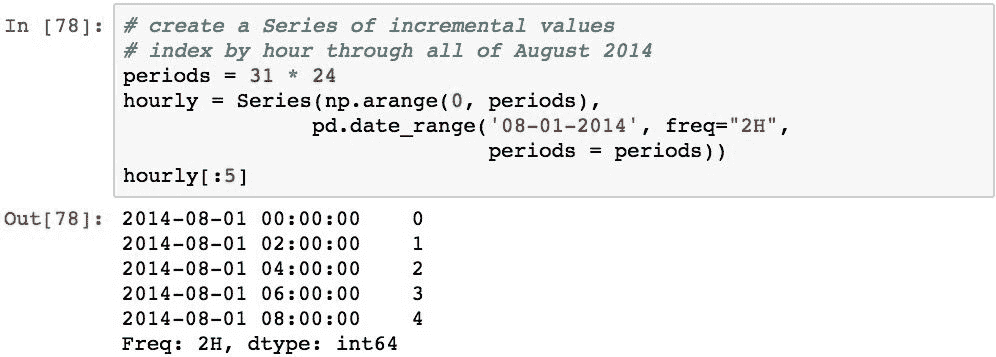 In [78]: # create a Series of incremental values
# index by hour through all of August 2014
periods = 31 * 24
hourly = Series(np.arange(0, periods),
pd.date_range('08-01-2014', freq="2H",
periods = periods))
hourly[:5]
Out[78]: 2014-08-01 00:00:00    0
2014-08-01 02:00:00    1
2014-08-01 04:00:00    2
2014-08-01 06:00:00    3
2014-08-01 08:00:00    4
Freq: 2H, dtype: int64